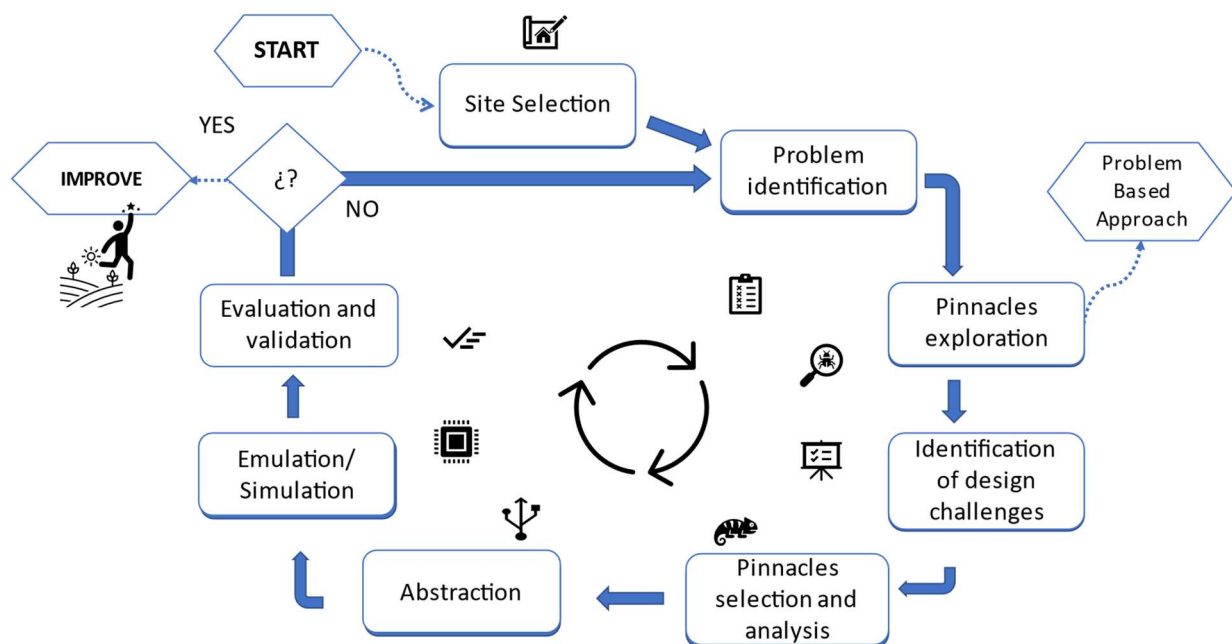 START
Site Selection
YES
IMPROVE
¿?
NO
Problem
identification
Problem
Based
Approach
Pinnacles
exploration
Identification
of design
challenges
Pinnacles
selection and
analysis
Abstraction
Emulation/
Simulation
Evaluation and
validation